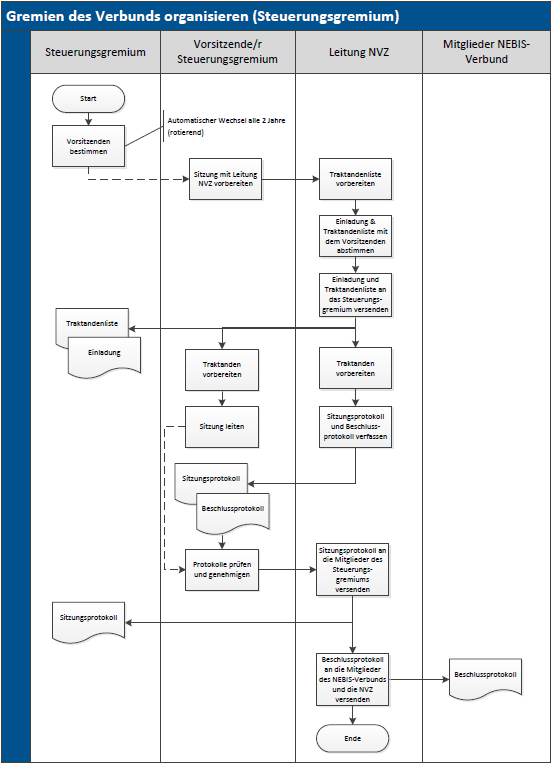 Gremien des Verbunds organisieren (Steuerungsgremium)
Steuerungsgremium
Vorsitzende/r
Steuerungsgremium
Leitung NVZ
Mitglieder NEBIS-
Verbund
Start
Automatischer Wechsel alle 2 Jahre
(rotierend)
Vorsitzenden
bestimmen
Sitzung mit Leitung
NVZ vorbereiten
Traktandenliste
vorbereiten
Einladung &
Traktandenliste mit
dem Vorsitzenden
abstimmen
Einladung und
Traktandenliste an
das Steuerungs-
gremium versenden
Traktandenliste
Einladung
Traktanden
vorbereiten
Traktanden
vorbereiten
Sitzung leiten
Sitzungsprotokoll
und Beschluss-
protokoll verfassen
Sitzungsprotokoll
Beschlussprotokoll
Protokolle prüfen
und genehmigen
Sitzungsprotokoll an
die Mitglieder des
Steuerungs-
gremiums
versenden
Sitzungsprotokoll
Beschlussprotokoll
an die Mitglieder
des NEBIS-Verbunds
und die NVZ
versenden
Beschlussprotokoll
Ende